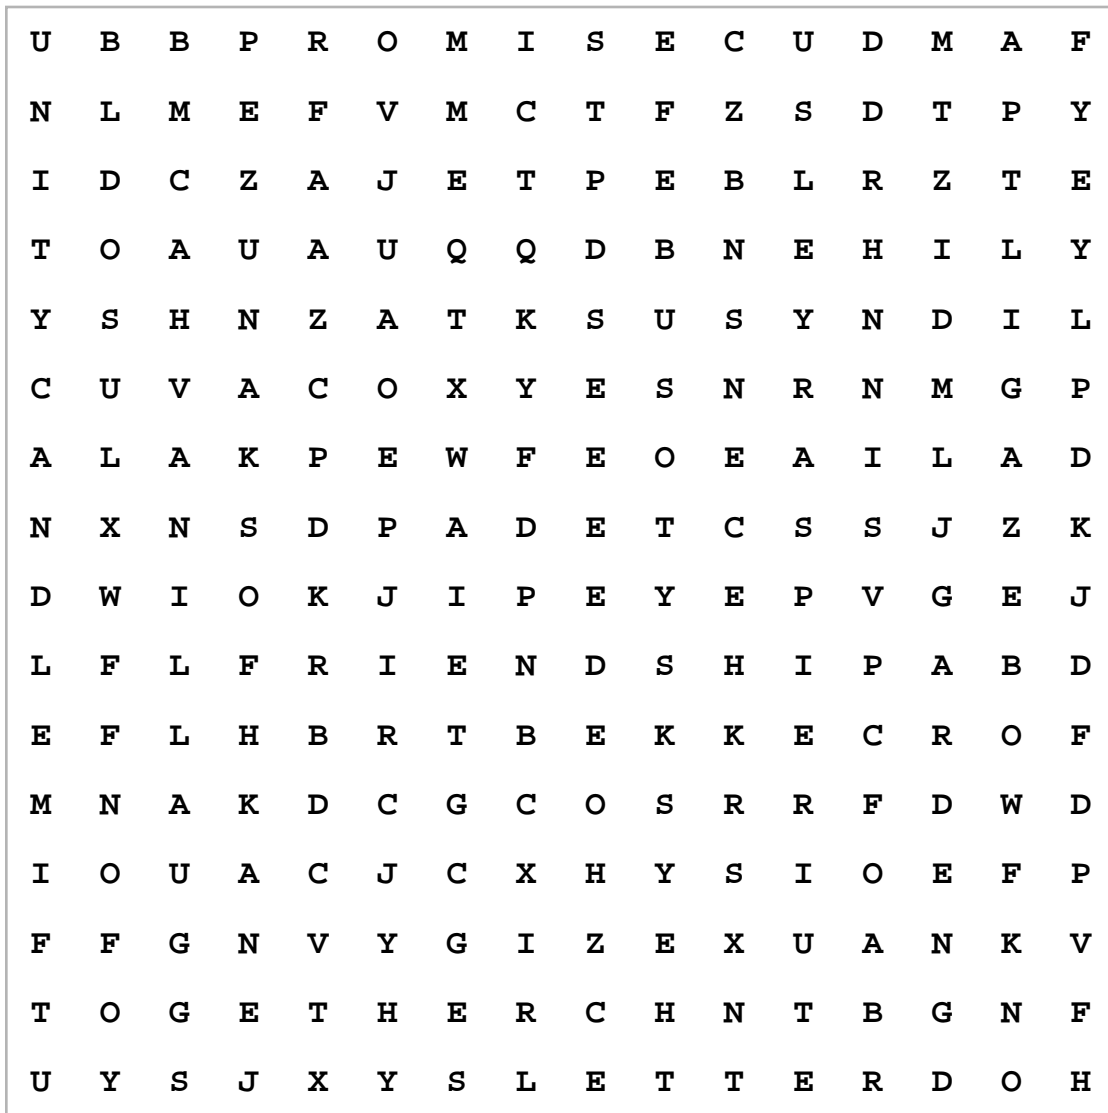 U B B P R O M I S E C U D M A F
N L M E F V M C T F Z S D T P Y
I D C Z A J E T P E B L R Z T E
T O A U A U Q Q D B N E H I L Y
Y S H N Z A T K S U S Y N D I L
C U V A C O X Y E S N R N M G P
A L A K P E W F E O E A I L A D
N X N S D P A D E T C S S J Z K
D W I O K J I P E Y E P V G E J
L F L F R I E N D S H I P A B D
E F L H B R T B E K K E C R O F
M N A K D C G C O S R R F D W D
I O U A C J C X H Y S I O E F P
F F G N V Y G I Z E X U A N K V
T O G E T H E R C H N T B G N F
U Y S J X Y S L E T T E R D O H